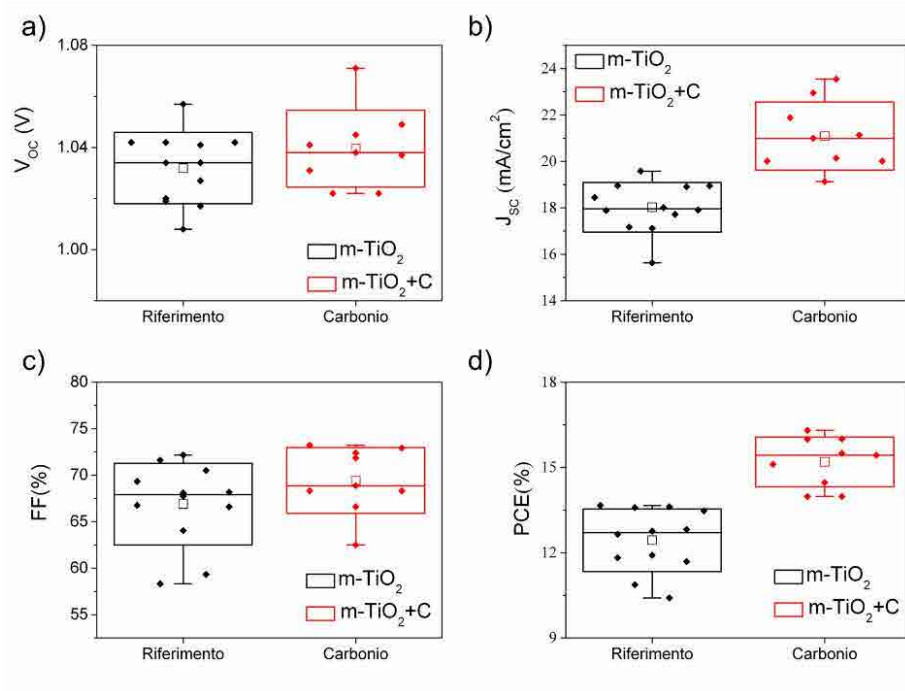 a)
1.08
1.04
1.00
V_OC (V)
m-TiO₂
m-TiO₂+C
Riferimento
Carbonio
b)
24
22
20
18
16
14
J_SC (mA/cm²)
m-TiO₂
m-TiO₂+C
Riferimento
Carbonio
c)
80
75
70
65
60
55
FF(%)
m-TiO₂
m-TiO₂+C
Riferimento
Carbonio
d)
18
15
12
9
PCE(%)
m-TiO₂
m-TiO₂+C
Riferimento
Carbonio